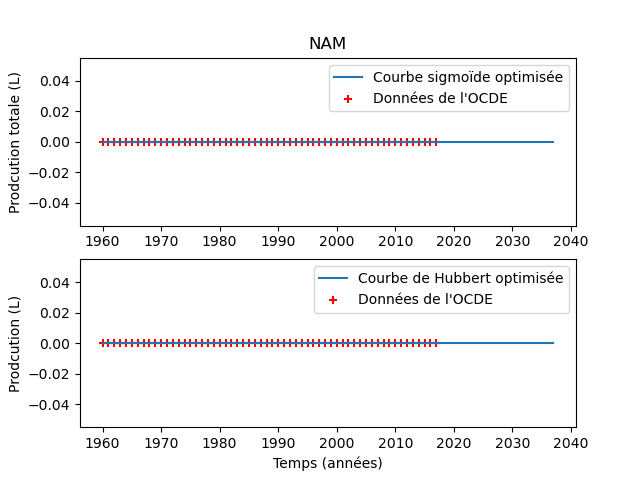 NAM
Prodcution totale (L)
0.04
0.02
0.00
−0.02
−0.04
Courbe sigmoïde optimisée
Données de l'OCDE
1960 1970 1980 1990 2000 2010 2020 2030 2040
Prodcution (L)
0.04
0.02
0.00
−0.02
−0.04
Courbe de Hubbert optimisée
Données de l'OCDE
1960 1970 1980 1990 2000 2010 2020 2030 2040
Temps (années)